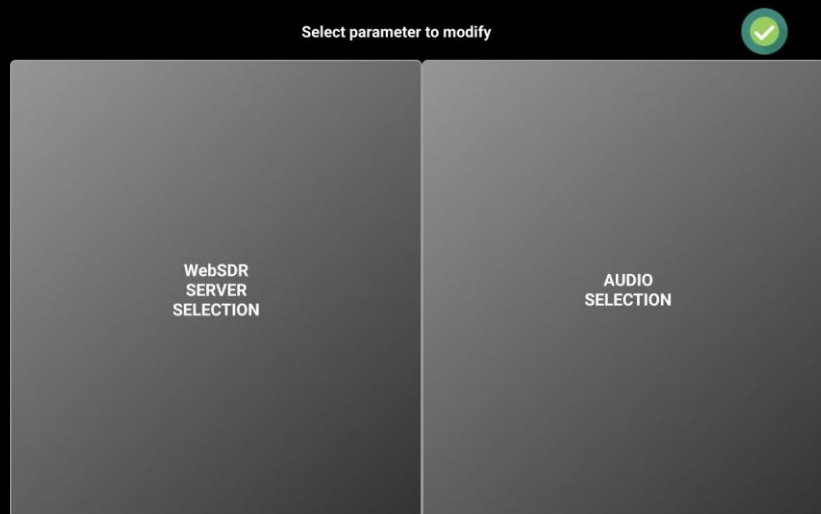 Select parameter to modify
WebSDR
SERVER
SELECTION
AUDIO
SELECTION